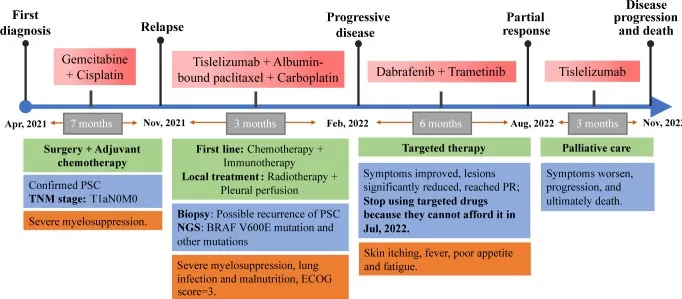 First
diagnosis
Relapse
Progressive
disease
Partial
response
Disease
progression
and death
Gemcitabine
+ Cisplatin
Tislelizumab + Albumin-
bound paclitaxel + Carboplatin
Dabrafenib + Trametinib
Tislelizumab
Apr, 2021
7 months
Nov, 2021
3 months
Feb, 2022
6 months
Aug, 2022
3 months
Nov, 2022
Surgery + Adjuvant
chemotherapy
Confirmed PSC
TNM stage: T1aN0M0
Severe myelosuppression.
First line: Chemotherapy +
Immunotherapy
Local treatment: Radiotherapy +
Pleural perfusion
Biopsy: Possible recurrence of PSC
NGS: BRAF V600E mutation and
other mutations
Severe myelosuppression, lung
infection and malnutrition, ECOG
score=3.
Targeted therapy
Symptoms improved, lesions
significantly reduced, reached PR;
Stop using targeted drugs
because they cannot afford it in
Jul, 2022.
Skin itching, fever, poor appetite
and fatigue.
Palliative care
Symptoms worsen,
progression, and
ultimately death.